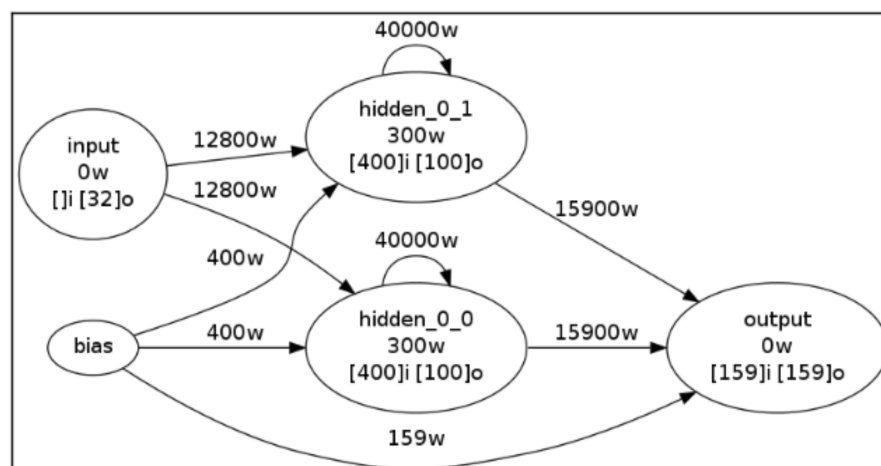 40000w
hidden_0_1
300w
[400]i [100]o
input
0w
[]i [32]o
12800w
12800w
15900w
400w
40000w
bias
400w
hidden_0_0
300w
[400]i [100]o
15900w
output
0w
[159]i [159]o
159w